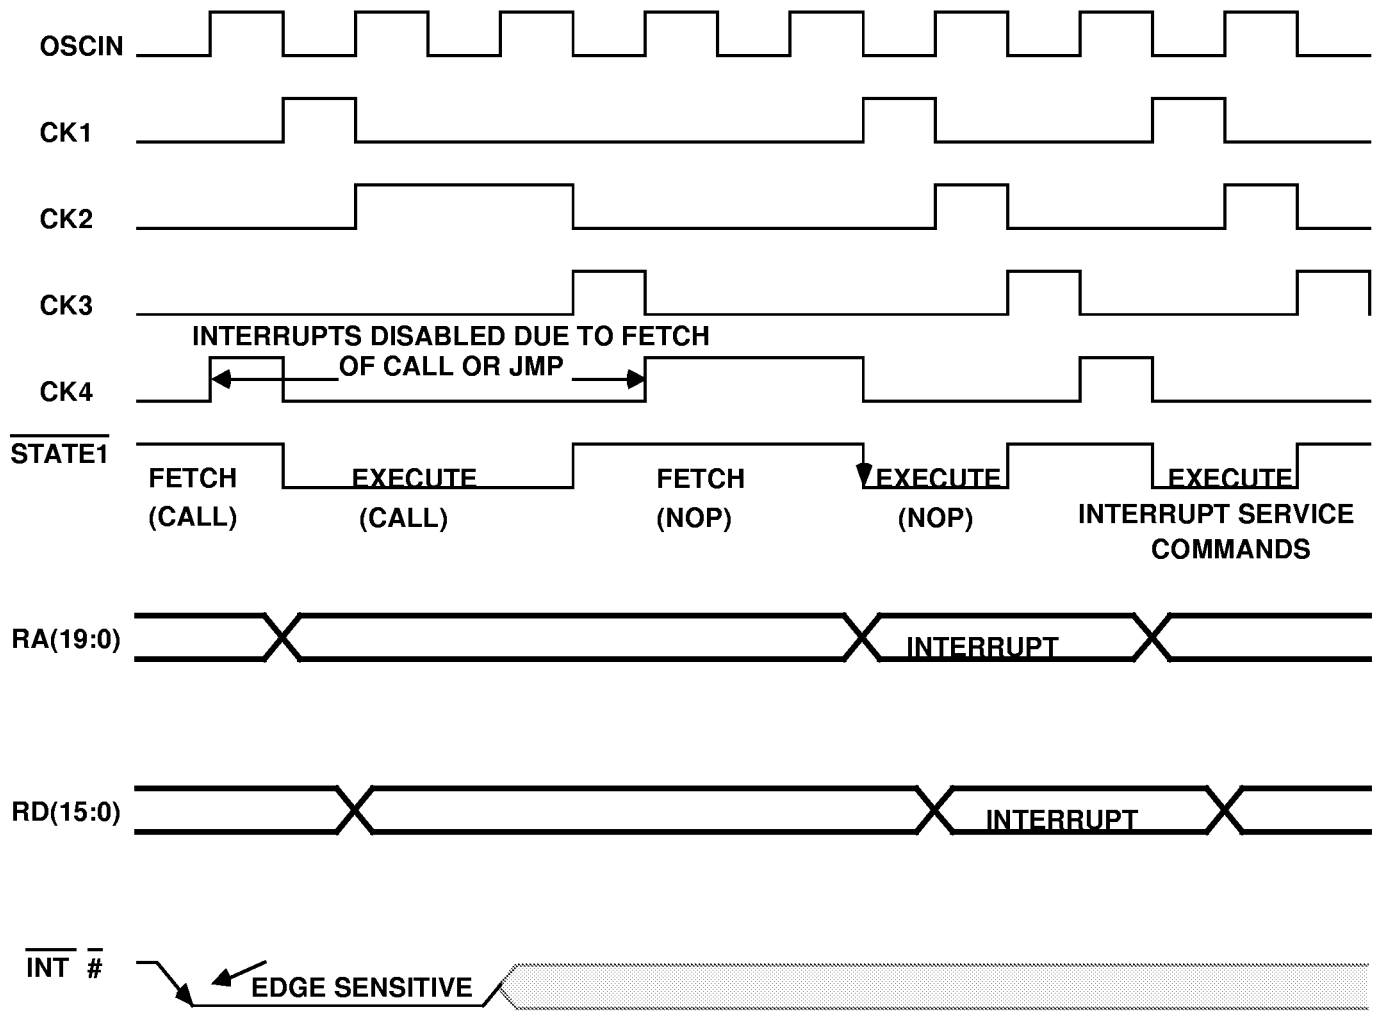 OSCIN
CK1
CK2
CK3
INTERRUPTS DISABLED DUE TO FETCH
OF CALL OR JMP
CK4
STATE1
FETCH EXECUTE FETCH EXECUTE EXECUTE
(CALL) (CALL) (NOP) (NOP) INTERRUPT SERVICE
COMMANDS
RA(19:0) INTERRUPT
RD(15:0) INTERRUPT
INT #
EDGE SENSITIVE